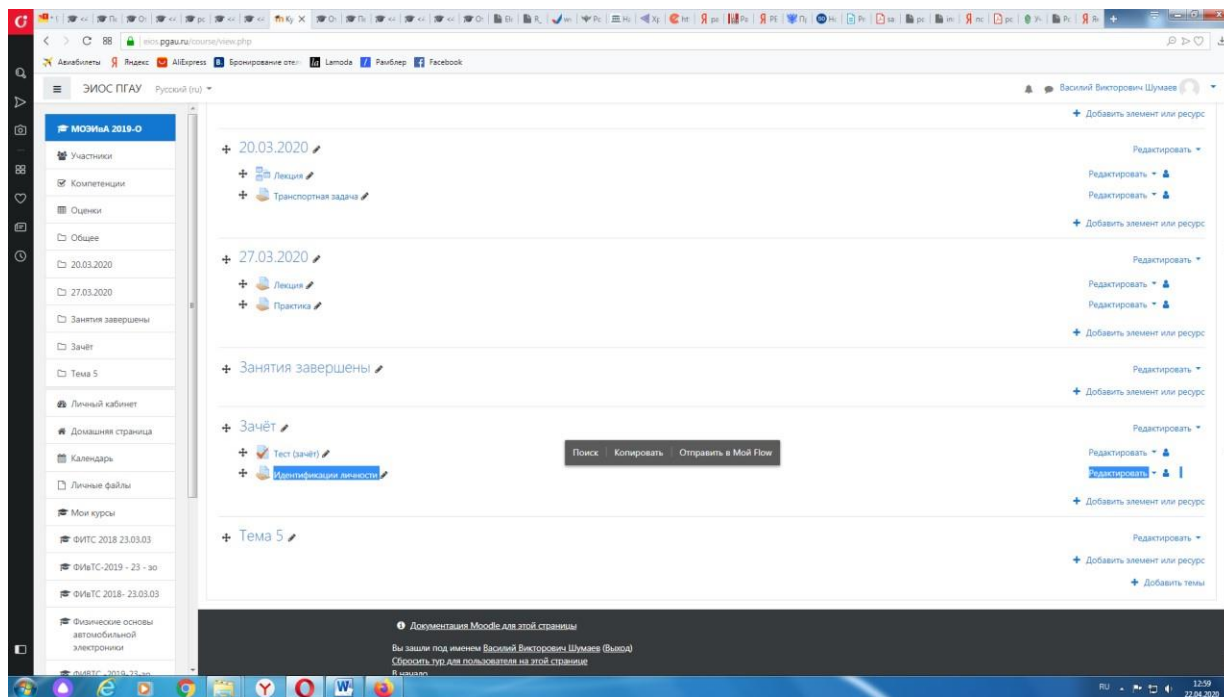 eios.pgau.ru/course/view.php
Авиабилеты Яндекс AliExpress Бронирование отел Lamoda Рамблер Facebook
ЭИОС ПГАУ Русский (ru)
Василий Викторович Шумаев
Добавить элемент или ресурс
МОЭИвА 2019-О
Участники
Компетенции
Оценки
Общее
20.03.2020
27.03.2020
Занятия завершены
Зачёт
Тема 5
Личный кабинет
Домашняя страница
Календарь
Личные файлы
Мои курсы
ФИТС 2018 23.03.03
ФИвТС-2019 - 23 - зо
ФИвТС 2018- 23.03.03
Физические основы
автомобильной
электроники
ФИВТС -2019-23-зо
20.03.2020
Редактировать
Лекция
Редактировать
Транспортная задача
Редактировать
Добавить элемент или ресурс
27.03.2020
Редактировать
Лекция
Редактировать
Практика
Редактировать
Добавить элемент или ресурс
Занятия завершены
Редактировать
Добавить элемент или ресурс
Зачёт
Редактировать
Тест (зачёт)
Редактировать
Поиск Копировать Отправить в Мой Flow
Идентификации личности
Редактировать
Добавить элемент или ресурс
Тема 5
Редактировать
Добавить элемент или ресурс
Добавить темы
Документация Moodle для этой страницы
Вы зашли под именем Василий Викторович Шумаев (Выход)
Сбросить тур для пользователя на этой странице
В начало
RU
12:59
22.04.2020